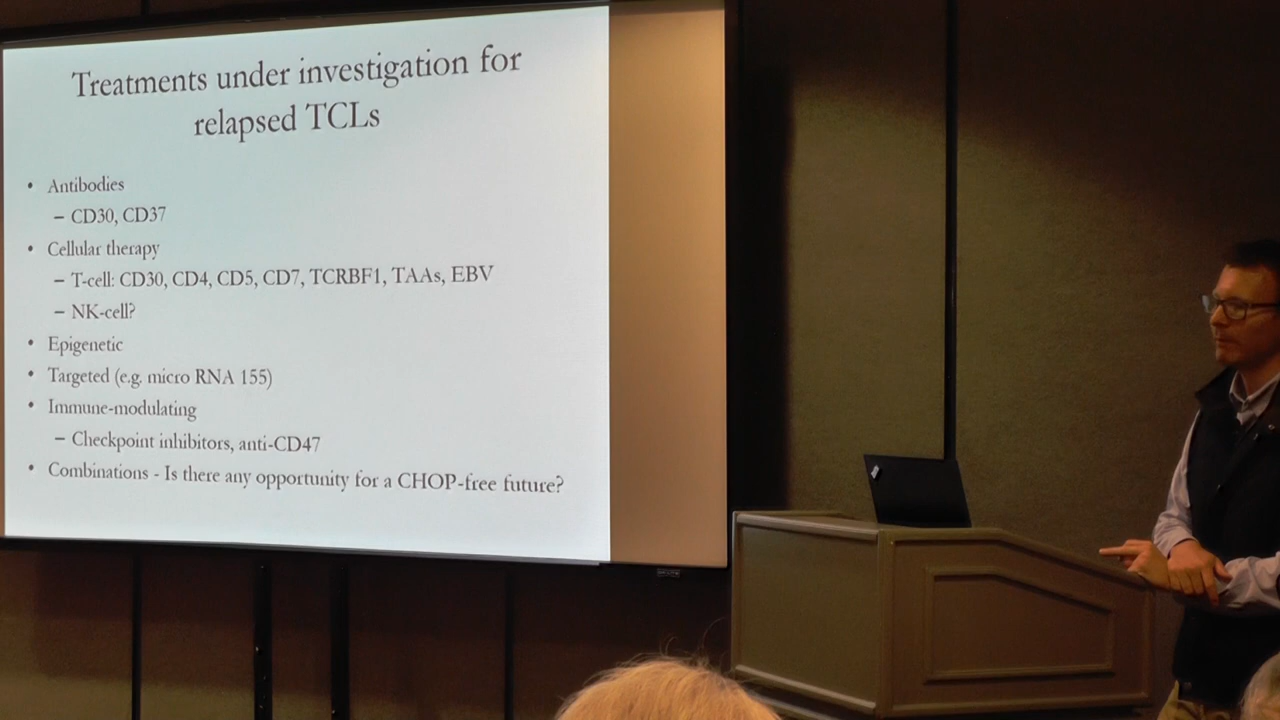 Treatments under investigation for
relapsed TCLs
• Antibodies
– CD30, CD37
• Cellular therapy
– T-cell: CD30, CD4, CD5, CD7, TCRBF1, TAAs, EBV
– NK-cell?
• Epigenetic
• Targeted (e.g. micro RNA 155)
• Immune-modulating
– Checkpoint inhibitors, anti-CD47
• Combinations - Is there any opportunity for a CHOP-free future?